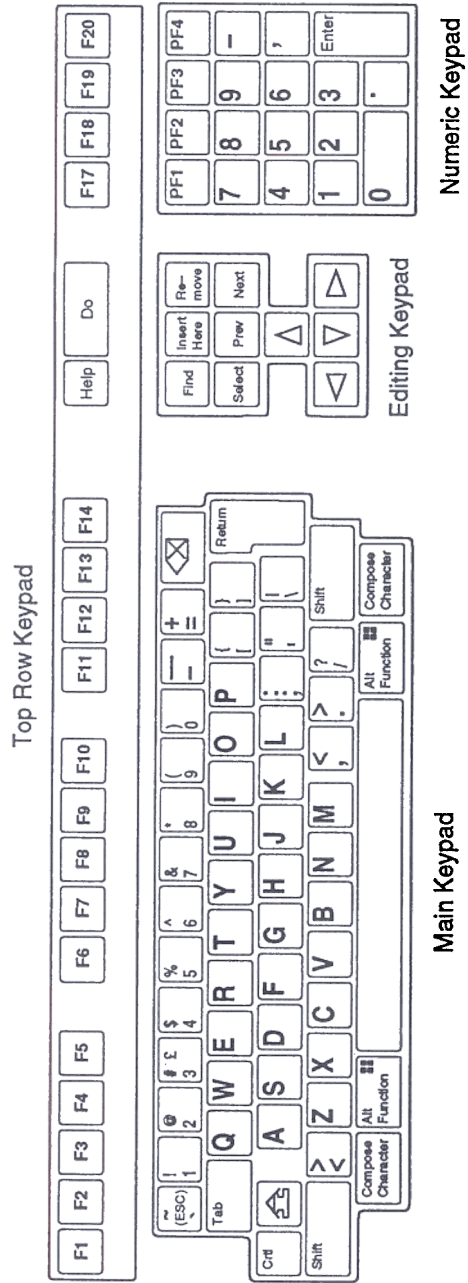 Top Row Keypad
F1 F2 F3 F4 F5 F6 F7 F8 F9 F10 F11 F12 F13 F14 Help Do F17 F18 F19 F20
~ (ESC) `
! 1
@ 2
# £ 3
$ 4
% 5
^ 6
& 7
* 8
( 9
) 0
— –
+ =
Tab Q W E R T Y U I O P { [ } ] Return
Crtl A S D F G H J K L : ; " ' | \
Shift > < Z X C V B N M < , > . ? / Shift
Compose
Character
Alt
Function
Alt
Function
Compose
Character
Main Keypad
Find
Insert
Here
Re–
move
Select Prev Next
Editing Keypad
PF1 PF2 PF3 PF4
7 8 9 –
4 5 6 ,
1 2 3 Enter
0 .
Numeric Keypad